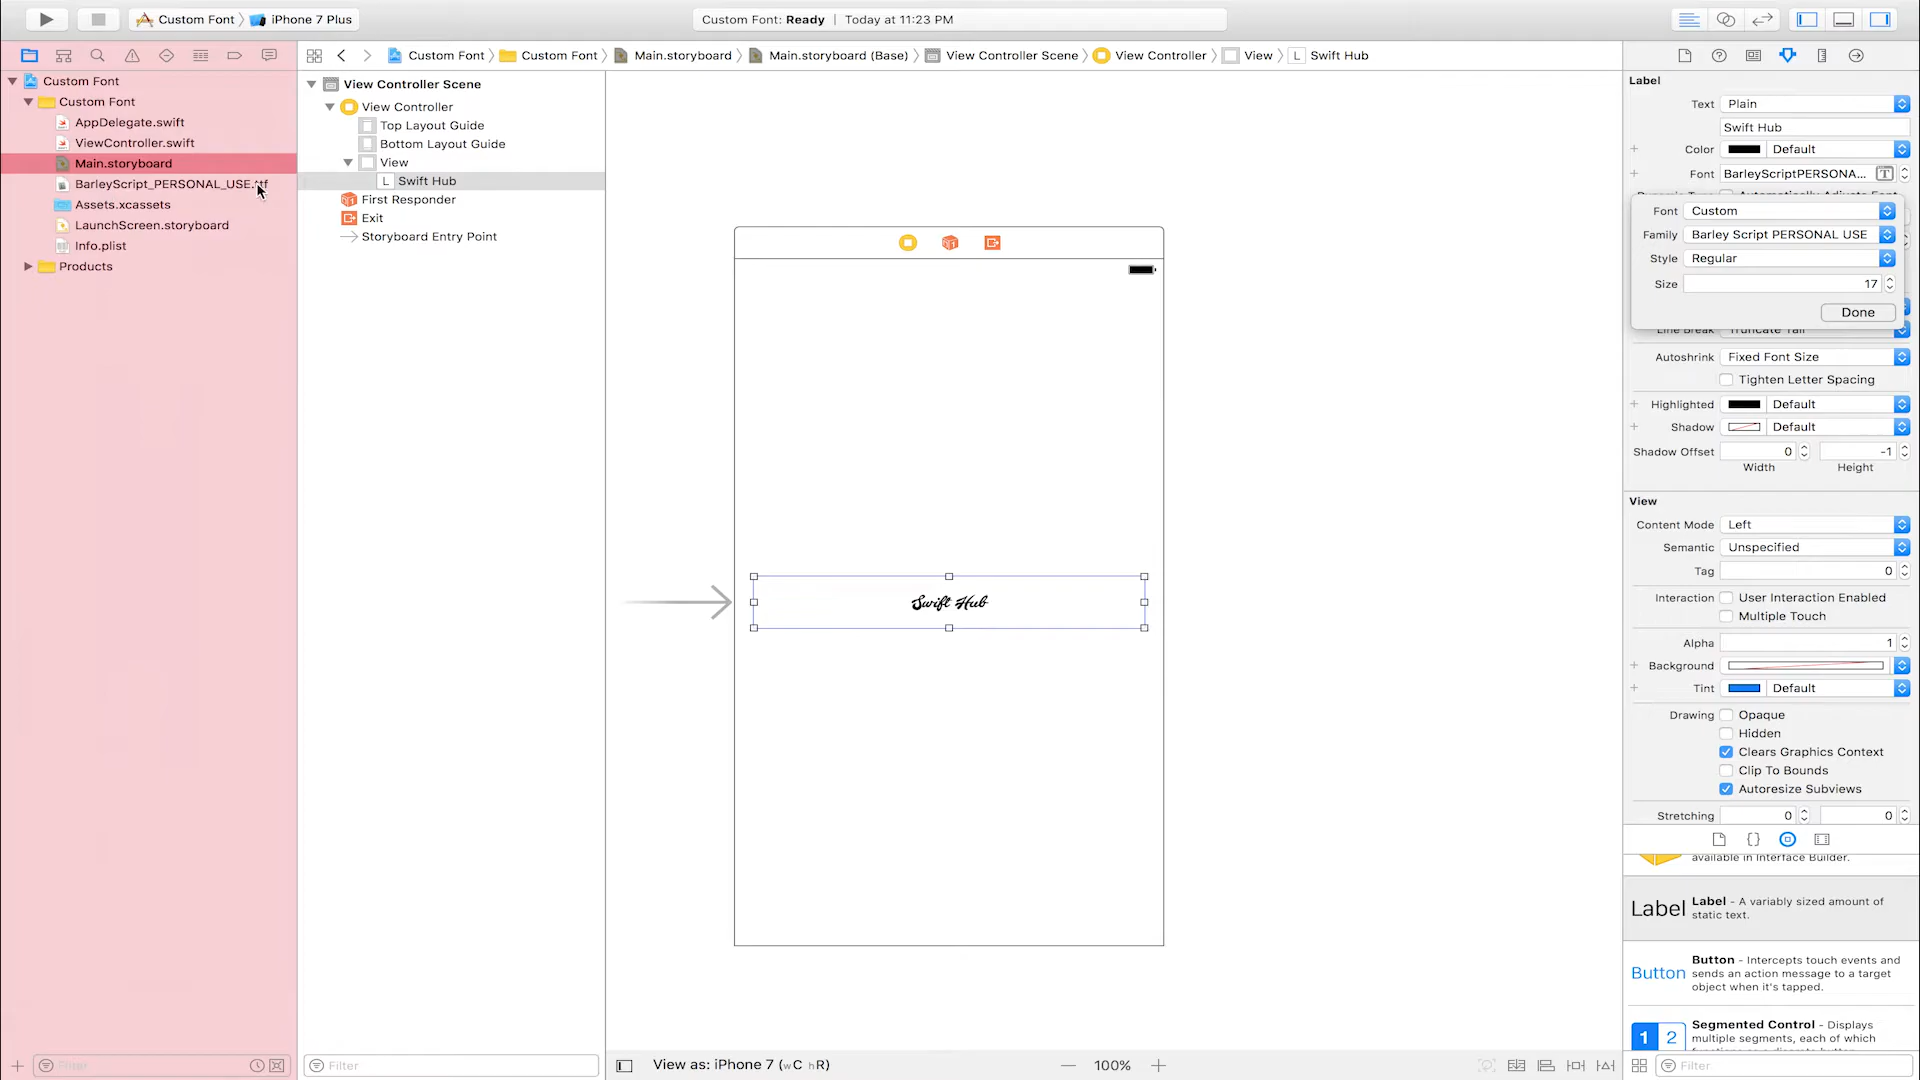 Custom Font iPhone 7 Plus
Custom Font: Ready | Today at 11:23 PM
Custom Font
Custom Font
AppDelegate.swift
ViewController.swift
Main.storyboard
BarleyScript_PERSONAL_USE.ttf
Assets.xcassets
LaunchScreen.storyboard
Info.plist
Products
Filter
Custom Font Custom Font Main.storyboard Main.storyboard (Base) View Controller Scene View Controller View L Swift Hub
View Controller Scene
View Controller
Top Layout Guide
Bottom Layout Guide
View
L Swift Hub
First Responder
Exit
Storyboard Entry Point
Filter
Swift Hub
View as: iPhone 7 (wC hR)
100%
Label
Text Plain
Swift Hub
Color Default
Font BarleyScriptPERSONA... T
Font Custom
Family Barley Script PERSONAL USE
Style Regular
Size 17
Done
Line Break Truncate Tail
Autoshrink Fixed Font Size
Tighten Letter Spacing
Highlighted Default
Shadow Default
Shadow Offset 0 -1
Width Height
View
Content Mode Left
Semantic Unspecified
Tag 0
Interaction User Interaction Enabled
Multiple Touch
Alpha 1
Background
Tint Default
Drawing Opaque
Hidden
Clears Graphics Context
Clip To Bounds
Autoresize Subviews
Stretching 0 0
available in Interface Builder.
Label Label - A variably sized amount of
static text.
Button Button - Intercepts touch events and
sends an action message to a target
object when it's tapped.
1 2 Segmented Control - Displays
multiple segments, each of which
Filter